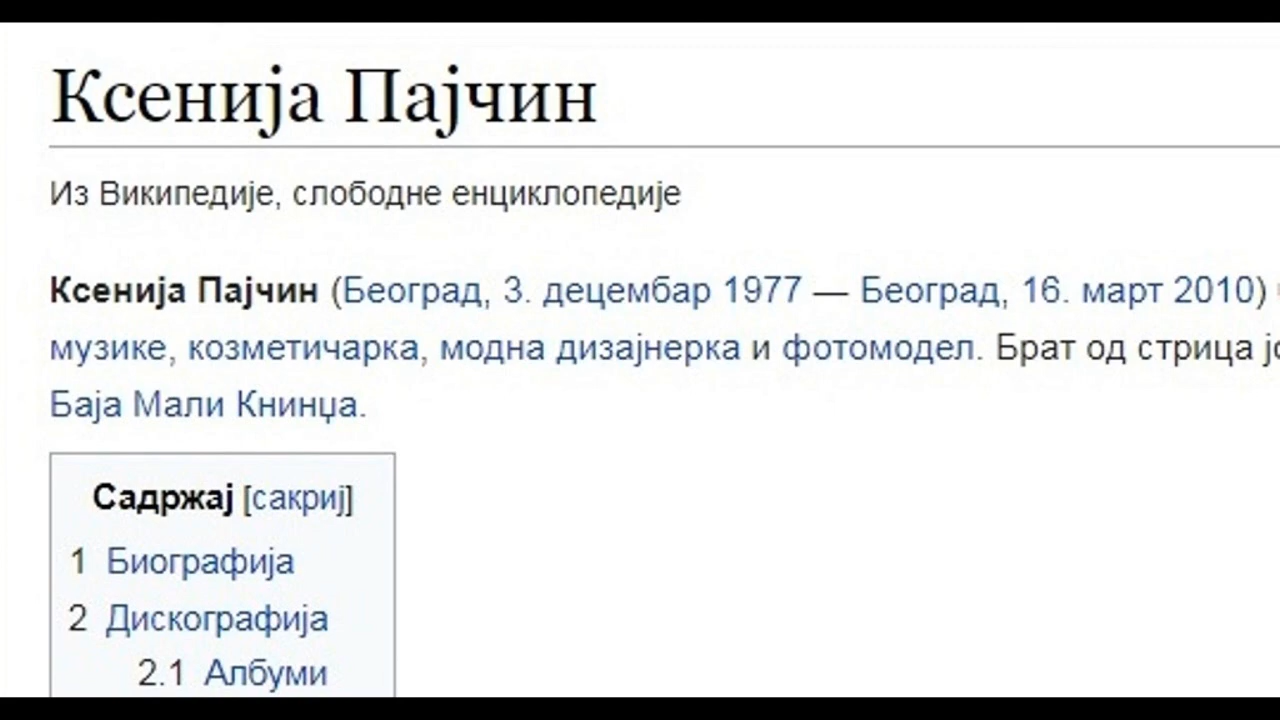 Ксенија Пајчин
Из Википедије, слободне енциклопедије
Ксенија Пајчин (Београд, 3. децембар 1977 — Београд, 16. март 2010)
музике, козметичарка, модна дизајнерка и фотомодел. Брат од стрица
Баја Мали Книнџа.
Садржај [сакриј]
1 Биографија
2 Дискографија
2.1 Албуми